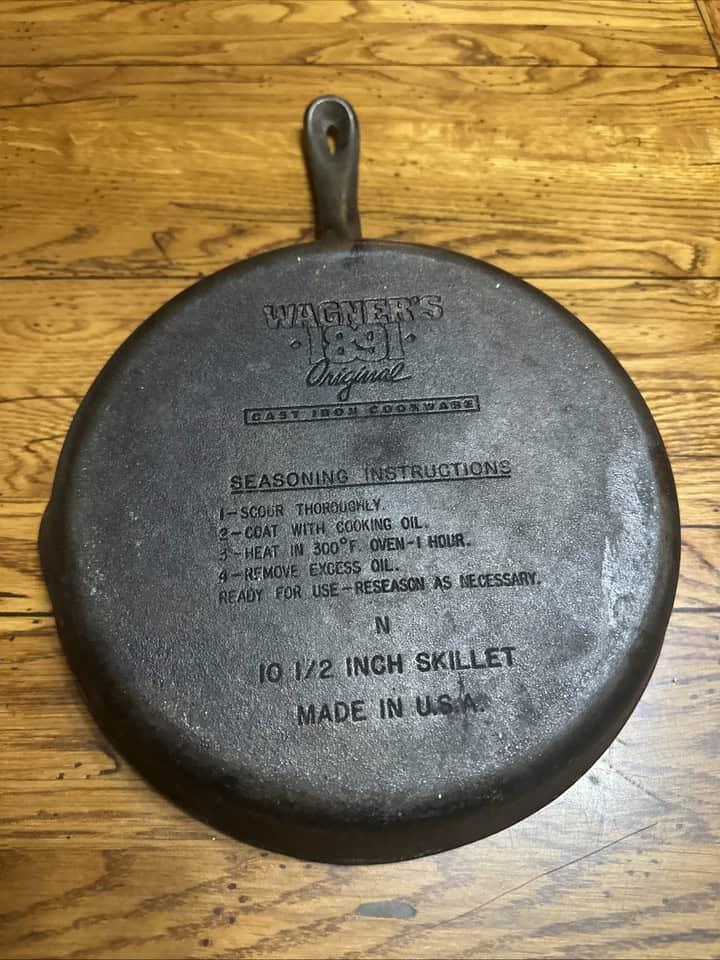 WAGNER'S
·1891·
Original
CAST IRON COOKWARE
SEASONING INSTRUCTIONS
1-SCOUR THOROUGHLY.
2-COAT WITH COOKING OIL.
3-HEAT IN 300°F. OVEN-1 HOUR.
4-REMOVE EXCESS OIL.
READY FOR USE-RESEASON AS NECESSARY.
N
10 1/2 INCH SKILLET
MADE IN U.S.A.